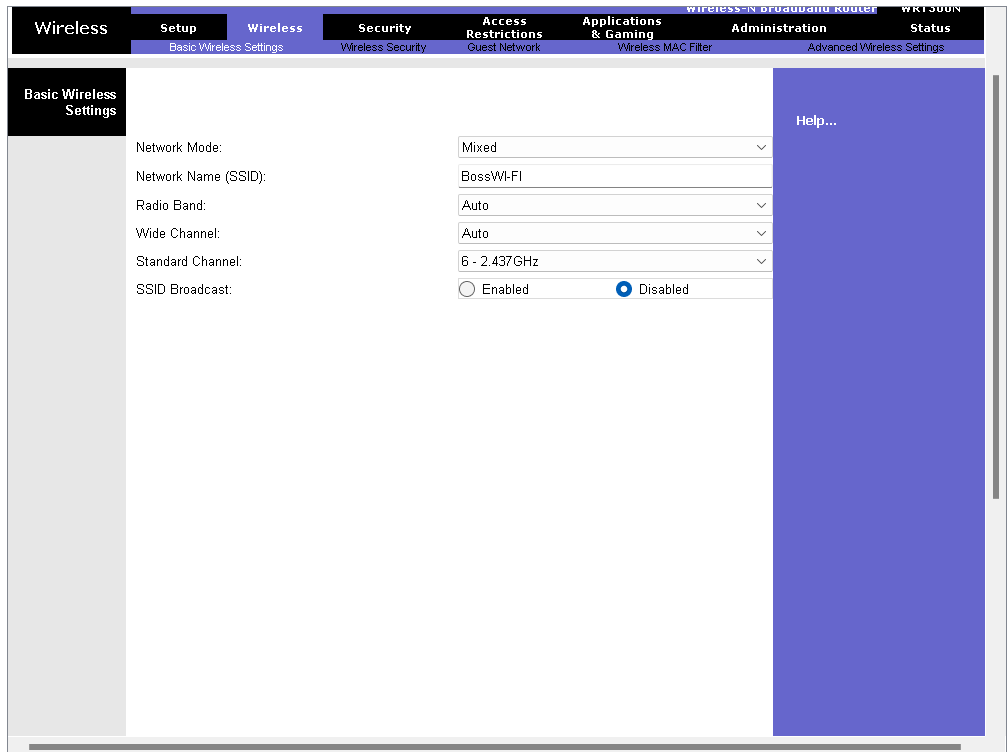 Wireless-N Broadband Router WRT300N
Wireless
Setup Wireless Security Access Restrictions Applications & Gaming Administration Status
Basic Wireless Settings Wireless Security Guest Network Wireless MAC Filter Advanced Wireless Settings
Basic Wireless Settings
Help...
Network Mode: Mixed
Network Name (SSID): BossWI-FI
Radio Band: Auto
Wide Channel: Auto
Standard Channel: 6 - 2.437GHz
SSID Broadcast: Enabled Disabled